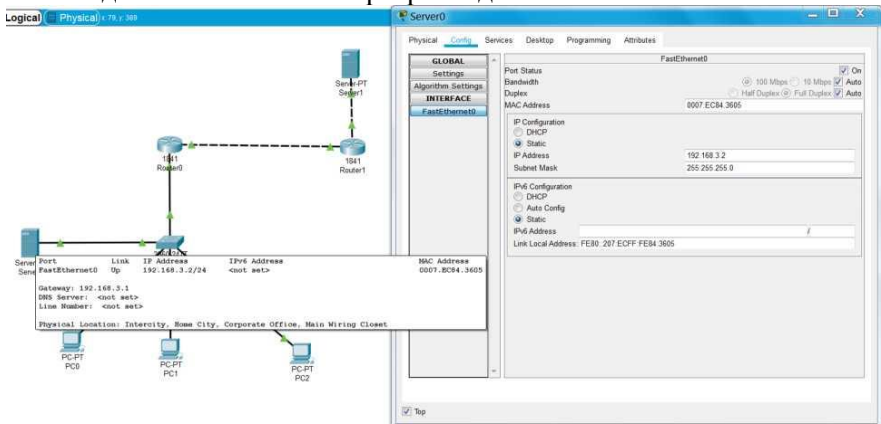 Logical Physical x: 79, y: 369
Server-PT
Server1
1841
Router0
1841
Router1
Server
Port Link IP Address IPv6 Address MAC Address
FastEthernet0 Up 192.168.3.2/24 <not set> 0007.EC84.3605
Gateway: 192.168.3.1
DNS Server: <not set>
Line Number: <not set>
Physical Location: Intercity, Home City, Corporate Office, Main Wiring Closet
PC-PT
PC0
PC-PT
PC1
PC-PT
PC2
Server0
Physical Config Services Desktop Programming Attributes
GLOBAL
Settings
Algorithm Settings
INTERFACE
FastEthernet0
FastEthernet0
Port Status On
Bandwidth 100 Mbps 10 Mbps Auto
Duplex Half Duplex Full Duplex Auto
MAC Address 0007.EC84.3605
IP Configuration
DHCP
Static
IP Address 192.168.3.2
Subnet Mask 255.255.255.0
IPv6 Configuration
DHCP
Auto Config
Static
IPv6 Address /
Link Local Address: FE80::207:ECFF:FE84:3605
Top